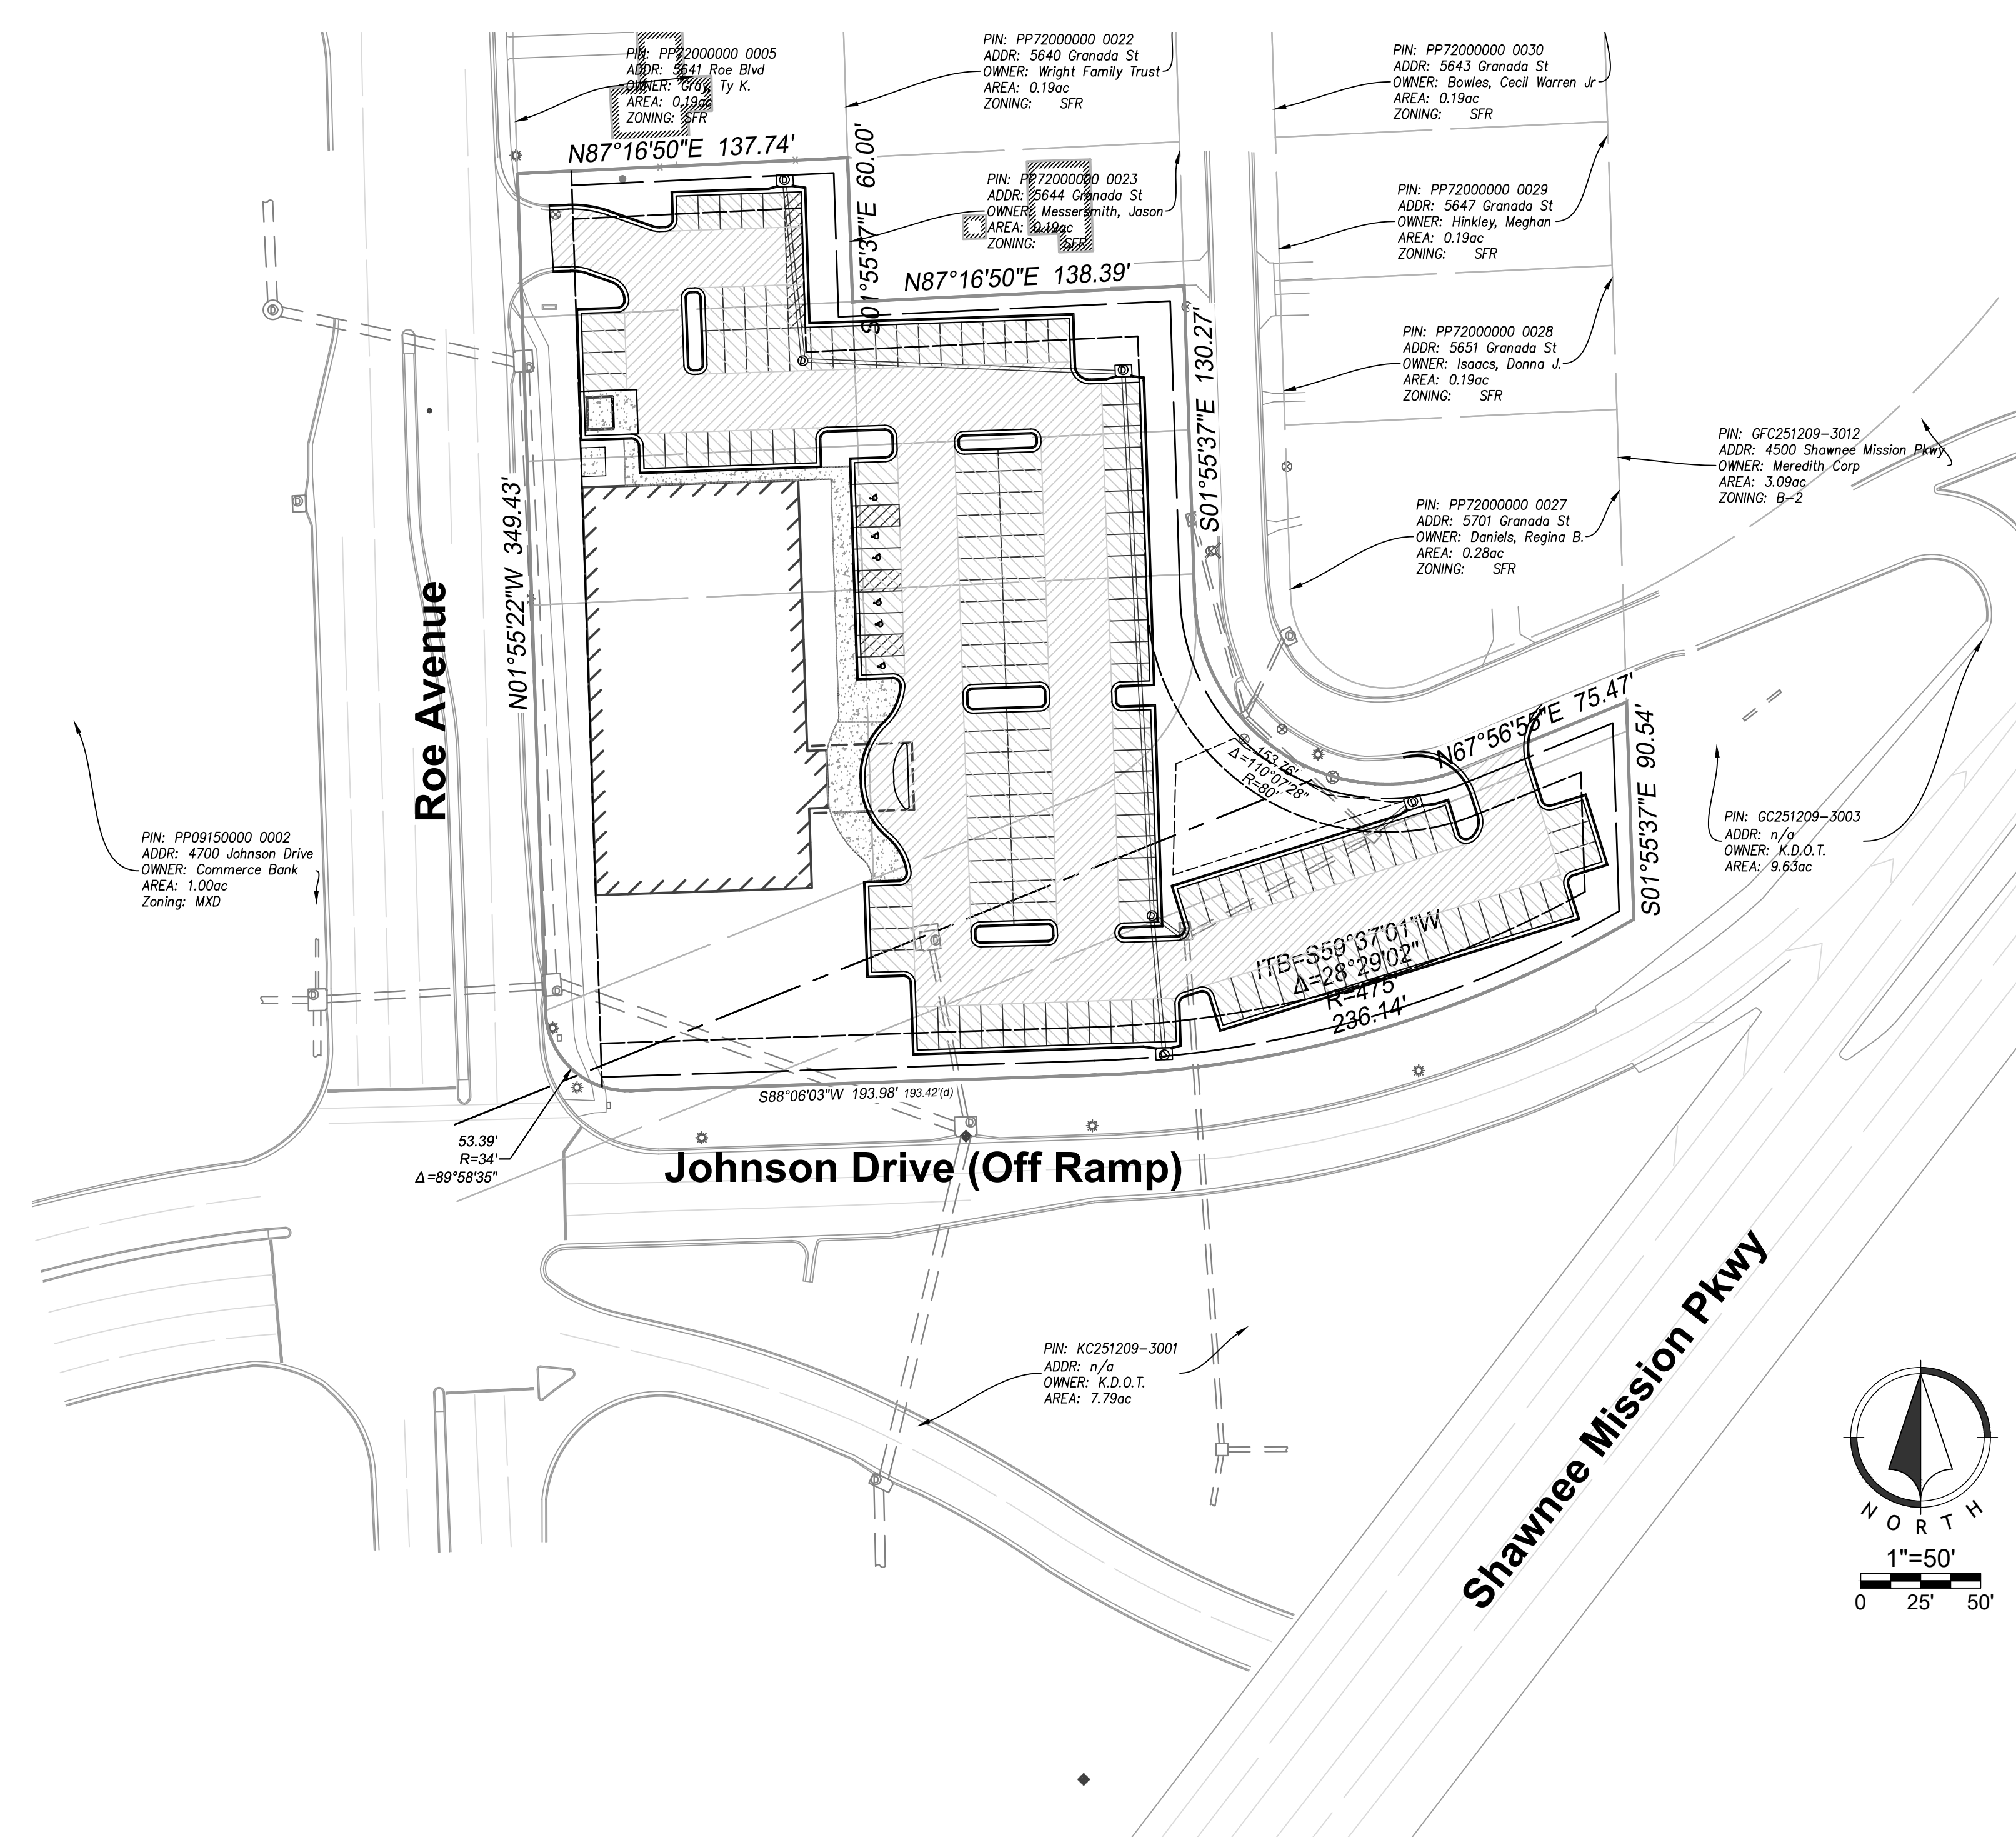 PIN: PP72000000 0005
ADDR: 5641 Roe Blvd
OWNER: Gray, Ty K.
AREA: 0.19ac
ZONING: SFR
PIN: PP72000000 0022
ADDR: 5640 Granada St
OWNER: Wright Family Trust
AREA: 0.19ac
ZONING: SFR
PIN: PP72000000 0030
ADDR: 5643 Granada St
OWNER: Bowles, Cecil Warren Jr
AREA: 0.19ac
ZONING: SFR
N87°16'50"E 137.74'
S01°55'37"E 60.00'
PIN: PP72000000 0023
ADDR: 5644 Granada St
OWNER: Messersmith, Jason
AREA: 0.19ac
ZONING: SFR
PIN: PP72000000 0029
ADDR: 5647 Granada St
OWNER: Hinkley, Meghan
AREA: 0.19ac
ZONING: SFR
N87°16'50"E 138.39'
S01°55'37"E 130.27'
PIN: PP72000000 0028
ADDR: 5651 Granada St
OWNER: Isaacs, Donna J.
AREA: 0.19ac
ZONING: SFR
PIN: GFC251209-3012
ADDR: 4500 Shawnee Mission Pkwy
OWNER: Meredith Corp
AREA: 3.09ac
ZONING: B-2
PIN: PP72000000 0027
ADDR: 5701 Granada St
OWNER: Daniels, Regina B.
AREA: 0.28ac
ZONING: SFR
N01°55'22"W 349.43'
Roe Avenue
N67°56'55"E 75.47'
S01°55'37"E 90.54'
153.76'
Δ=110°07'28"
R=80'
PIN: PP09150000 0002
ADDR: 4700 Johnson Drive
OWNER: Commerce Bank
AREA: 1.00ac
Zoning: MXD
PIN: GC251209-3003
ADDR: n/a
OWNER: K.D.O.T.
AREA: 9.63ac
ITB=S59°37'01"W
Δ=28°29'02"
R=475'
236.14'
S88°06'03"W 193.98' 193.42'(d)
53.39'
R=34'
Δ=89°58'35"
Johnson Drive (Off Ramp)
Shawnee Mission Pkwy
PIN: KC251209-3001
ADDR: n/a
OWNER: K.D.O.T.
AREA: 7.79ac
NORTH
1"=50'
0 25' 50'